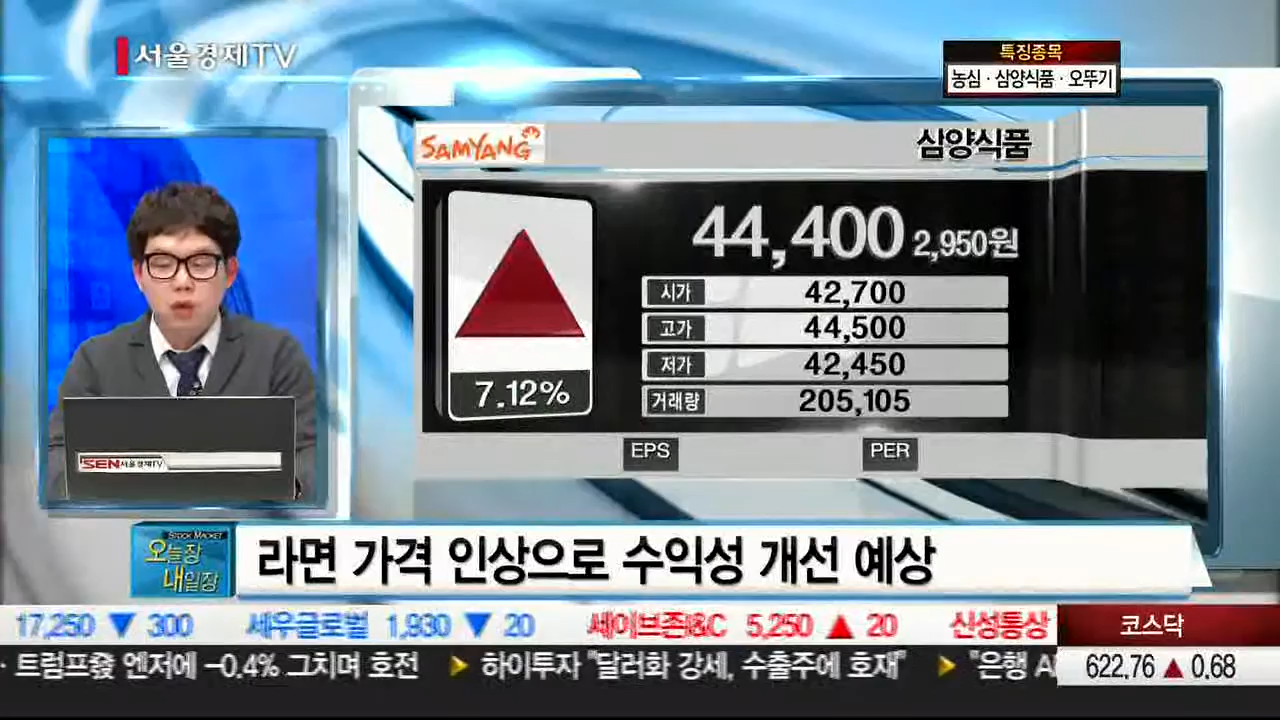 서울경제TV
특징종목
농심·삼양식품·오뚜기
SAMYANG
삼양식품
44,400 2,950원
7.12%
시가 42,700
고가 44,500
저가 42,450
거래량 205,105
EPS PER
SEN서울경제TV
STOCK MACKET
오늘장
내일장
라면 가격 인상으로 수익성 개선 예상
17,250 ▼ 300 세우글로벌 1,930 ▼ 20 세이브존I&C 5,250 ▲ 20 신성통상
코스닥
· 트럼프發 엔저에 -0.4% 그치며 호전 ▶ 하이투자 "달러화 강세, 수출주에 호재" ▶ "은행
622.76 ▲ 0.68